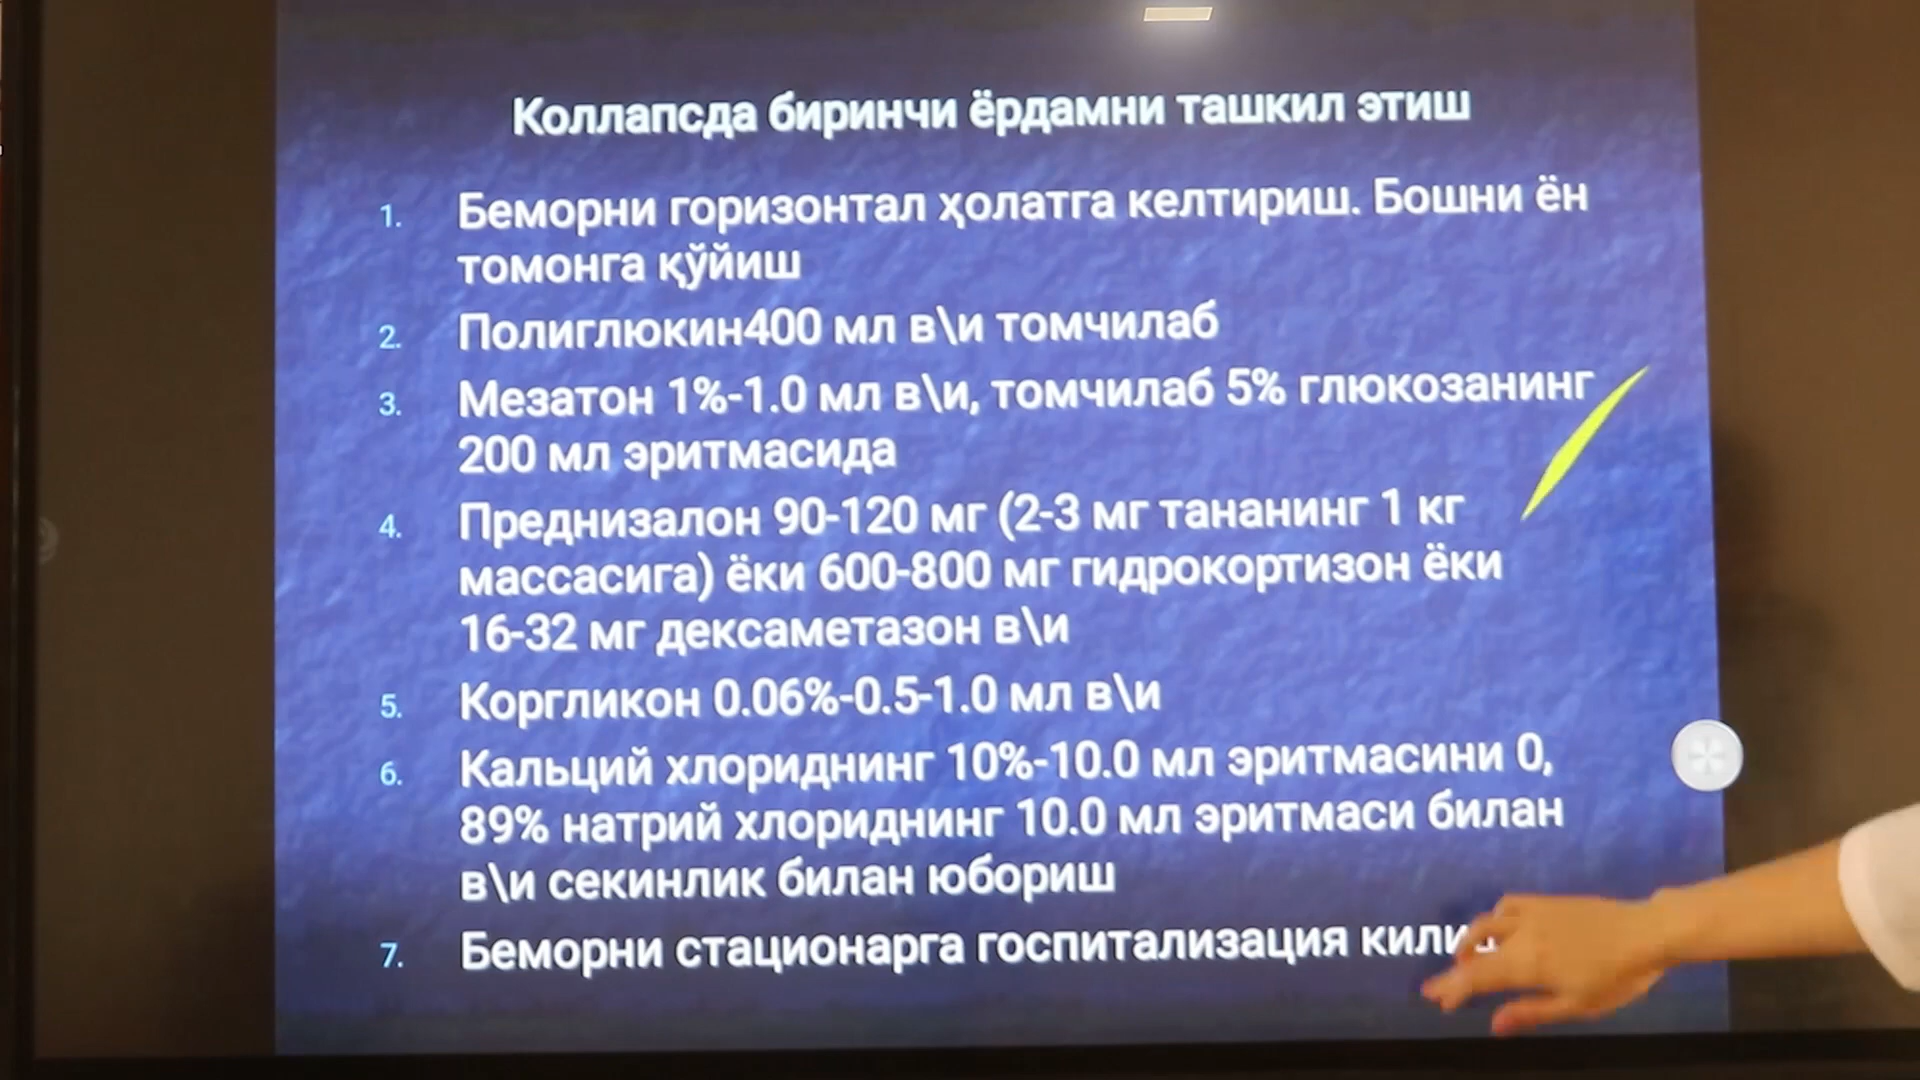 Коллапсда биринчи ёрдамни ташкил этиш
1. Беморни горизонтал ҳолатга келтириш. Бошни ён
томонга қўйиш
2. Полиглюкин400 мл в\и томчилаб
3. Мезатон 1%-1.0 мл в\и, томчилаб 5% глюкозанинг
200 мл эритмасида
4. Преднизалон 90-120 мг (2-3 мг тананинг 1 кг
массасига) ёки 600-800 мг гидрокортизон ёки
16-32 мг дексаметазон в\и
5. Коргликон 0.06%-0.5-1.0 мл в\и
6. Кальций хлориднинг 10%-10.0 мл эритмасини 0,
89% натрий хлориднинг 10.0 мл эритмаси билан
в\и секинлик билан юбориш
7. Беморни стационарга госпитализация